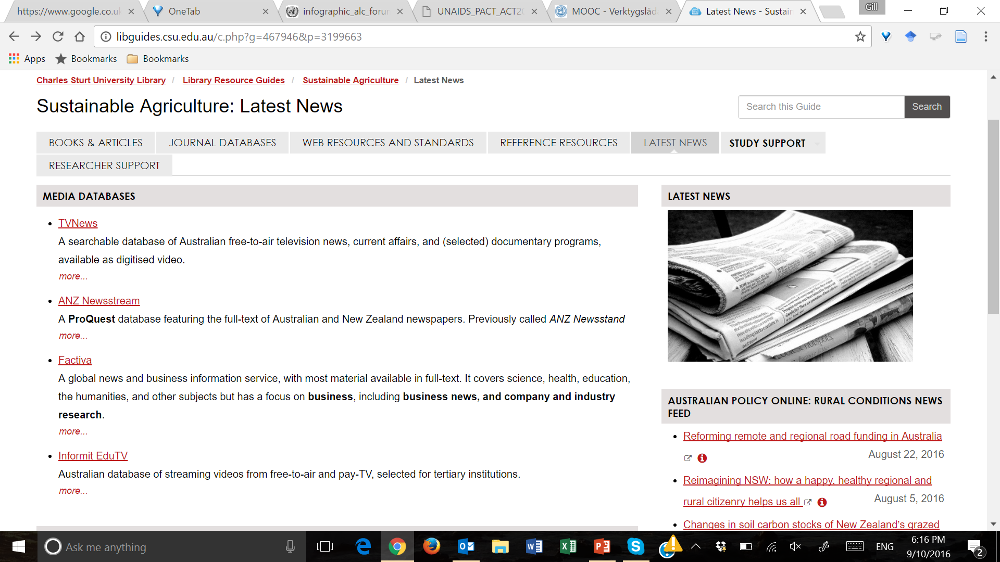 https://www.google.co.uk
OneTab
infographic_alc_forum
UNAIDS_PACT_ACT20
MOOC - Verktygslåda
Latest News - Sustain
Gill
libguides.csu.edu.au/c.php?g=467946&p=3199663
Apps
Bookmarks
Bookmarks
Charles Sturt University Library / Library Resource Guides / Sustainable Agriculture / Latest News
Sustainable Agriculture: Latest News
Search this Guide
Search
BOOKS & ARTICLES
JOURNAL DATABASES
WEB RESOURCES AND STANDARDS
REFERENCE RESOURCES
LATEST NEWS
STUDY SUPPORT
RESEARCHER SUPPORT
MEDIA DATABASES
TVNews
A searchable database of Australian free-to-air television news, current affairs, and (selected) documentary programs,
available as digitised video.
more...
ANZ Newsstream
A ProQuest database featuring the full-text of Australian and New Zealand newspapers. Previously called ANZ Newsstand
more...
Factiva
A global news and business information service, with most material available in full-text. It covers science, health, education,
the humanities, and other subjects but has a focus on business, including business news, and company and industry
research.
more...
Informit EduTV
Australian database of streaming videos from free-to-air and pay-TV, selected for tertiary institutions.
more...
LATEST NEWS
AUSTRALIAN POLICY ONLINE: RURAL CONDITIONS NEWS
FEED
Reforming remote and regional road funding in Australia
August 22, 2016
Reimagining NSW: how a happy, healthy regional and
rural citizenry helps us all
August 5, 2016
Changes in soil carbon stocks of New Zealand's grazed
Ask me anything
ENG
6:16 PM
9/10/2016
2